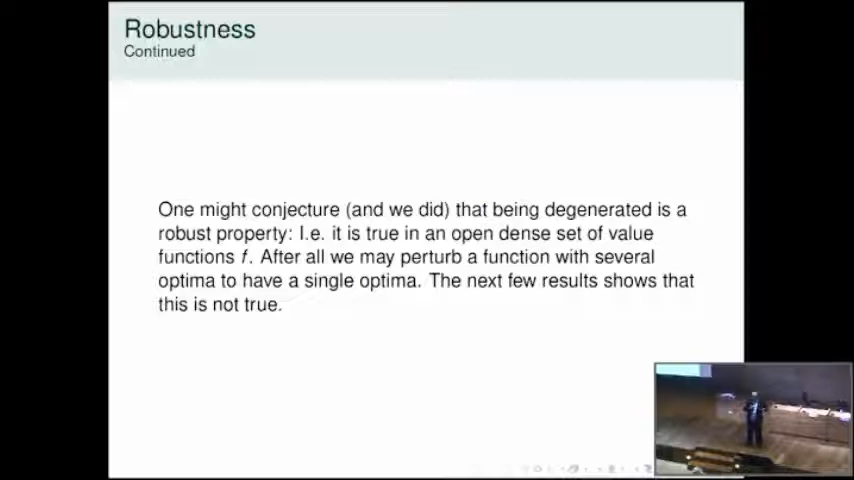 Robustness
Continued
One might conjecture (and we did) that being degenerated is a
robust property: I.e. it is true in an open dense set of value
functions f. After all we may perturb a function with several
optima to have a single optima. The next few results shows that
this is not true.